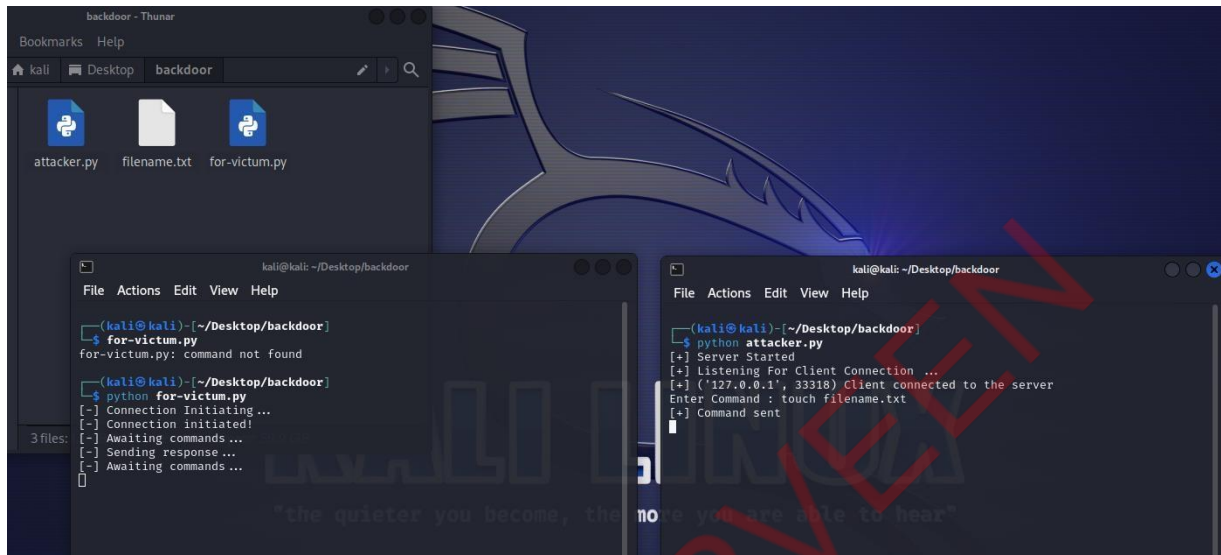 backdoor - Thunar
Bookmarks Help
kali Desktop backdoor
attacker.py filename.txt for-victum.py
3 files:
kali@kali: ~/Desktop/backdoor
File Actions Edit View Help
┌──(kali㉿kali)-[~/Desktop/backdoor]
└─$ for-victum.py
for-victum.py: command not found
┌──(kali㉿kali)-[~/Desktop/backdoor]
└─$ python for-victum.py
[-] Connection Initiating...
[-] Connection initiated!
[-] Awaiting commands...
[-] Sending response...
[-] Awaiting commands...
kali@kali: ~/Desktop/backdoor
File Actions Edit View Help
┌──(kali㉿kali)-[~/Desktop/backdoor]
└─$ python attacker.py
[+] Server Started
[+] Listening For Client Connection ...
[+] ('127.0.0.1', 33318) Client connected to the server
Enter Command : touch filename.txt
[+] Command sent
KALI LINUX
"the quieter you become, the more you are able to hear"
VEEN